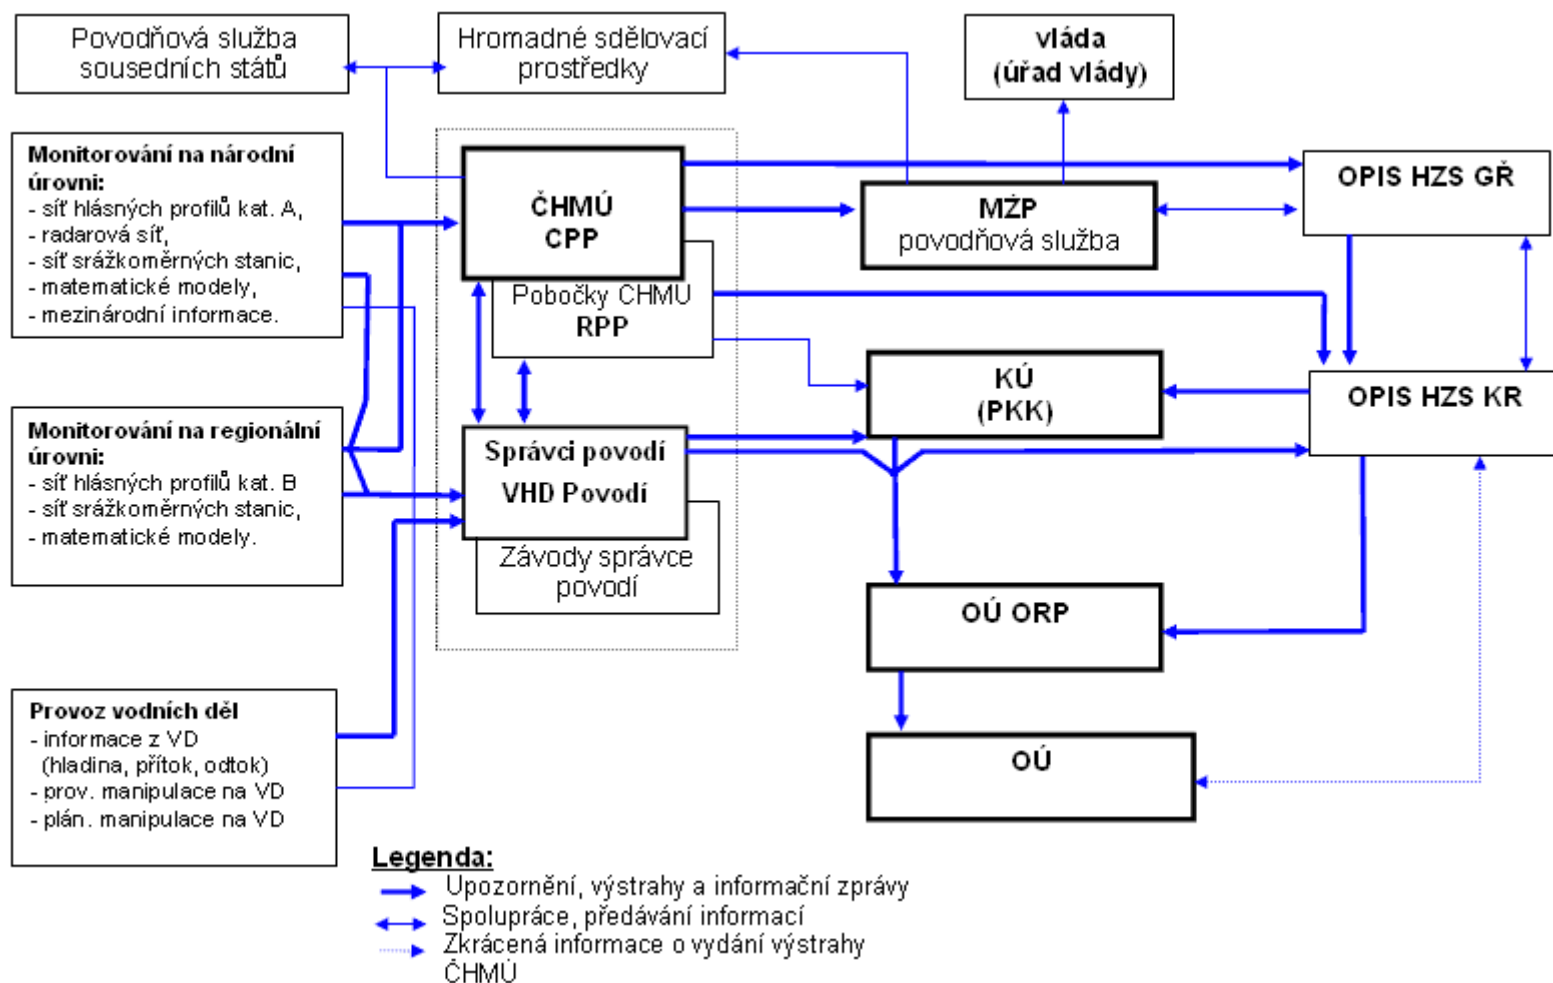 Povodňová služba
sousedních států
Hromadné sdělovací
prostředky
vláda
(úřad vlády)
Monitorování na národní
úrovni:
- síť hlásných profilů kat. A,
- radarová síť,
- síť srážkoměrných stanic,
- matematické modely,
- mezinárodní informace.
ČHMÚ
CPP
Pobočky CHMU
RPP
MŽP
povodňová služba
OPIS HZS GŘ
KÚ
(PKK)
OPIS HZS KR
Monitorování na regionální
úrovni:
- síť hlásných profilů kat. B
- síť srážkoměrných stanic,
- matematické modely.
Správci povodí
VHD Povodí
Závody správce
povodí
OÚ ORP
Provoz vodních děl
- informace z VD
(hladina, přítok, odtok)
- prov. manipulace na VD
- plán. manipulace na VD
OÚ
Legenda:
Upozornění, výstrahy a informační zprávy
Spolupráce, předávání informací
Zkrácená informace o vydání výstrahy
ČHMÚ